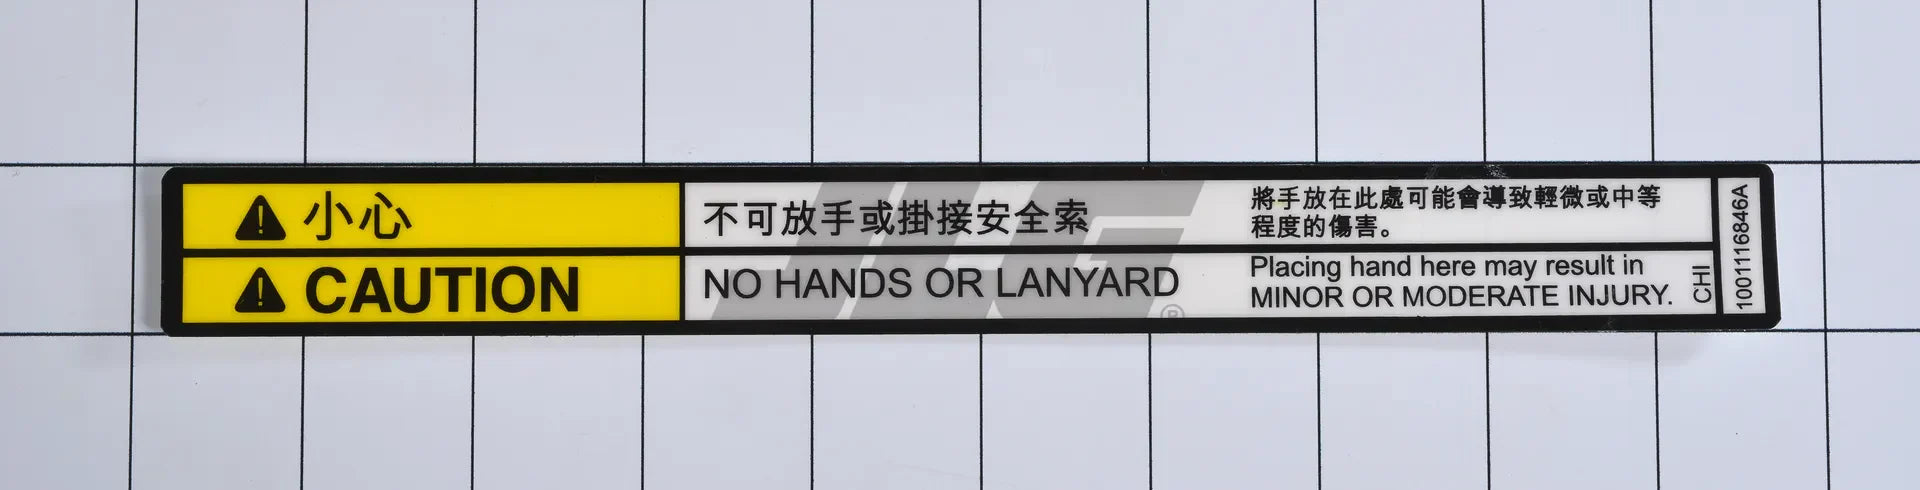 小心
不可放手或掛接安全索
將手放在此處可能會導致輕微或中等
程度的傷害。
CAUTION
NO HANDS OR LANYARD
Placing hand here may result in
MINOR OR MODERATE INJURY.
CHI
1001116846A
JLG
®